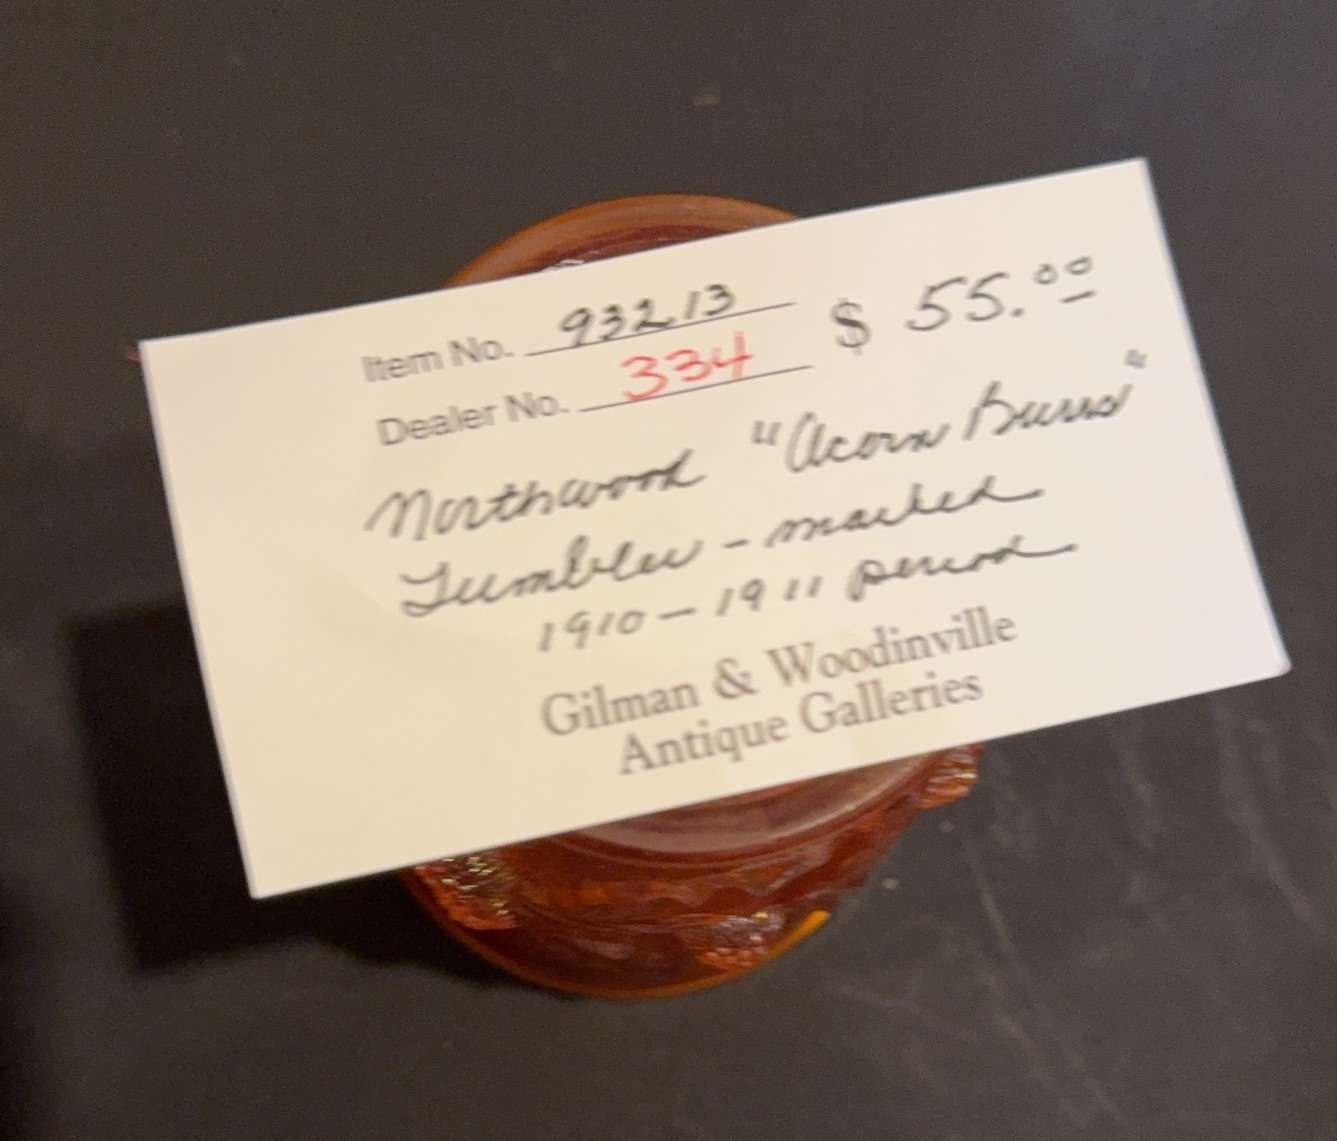 Item No. 93213
$ 55.00
Dealer No. 334
Northwood "Acorn Burrs"
Tumbler - marked
1910 - 1911 period
Gilman & Woodinville
Antique Galleries